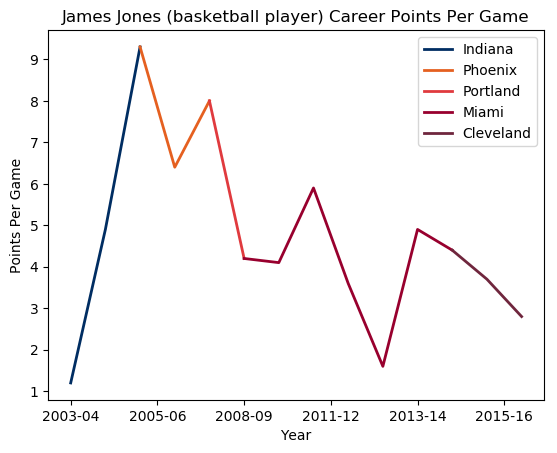 James Jones (basketball player) Career Points Per Game
Indiana
Phoenix
Portland
Miami
Cleveland
Points Per Game
9
8
7
6
5
4
3
2
1
2003-04 2005-06 2008-09 2011-12 2013-14 2015-16
Year